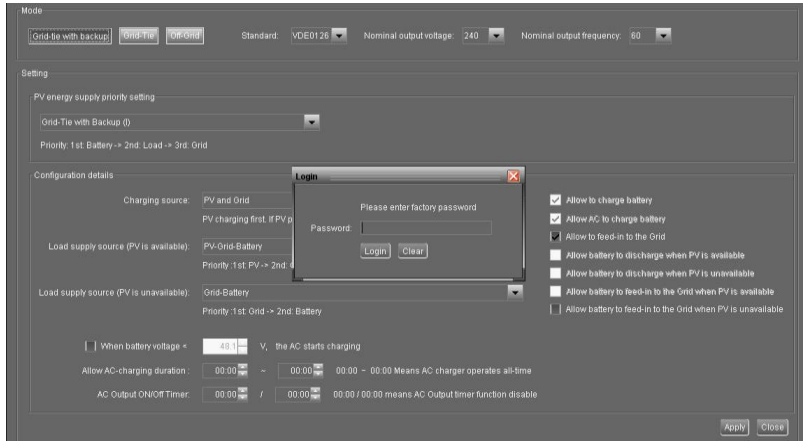 Mode
Grid-tie with backup Grid-Tie Off-Grid Standard: VDE0126 Nominal output voltage: 240 Nominal output frequency: 60
Setting
PV energy supply priority setting
Grid-Tie with Backup (I)
Priority: 1st: Battery-> 2nd: Load -> 3rd: Grid
Configuration details
Charging source: PV and Grid
PV charging first. If PV p
Load supply source (PV is available): PV-Grid-Battery
Priority :1st: PV-> 2nd:
Load supply source (PV is unavailable): Grid-Battery
Priority :1st: Grid -> 2nd: Battery
When battery voltage < 48.1 V, the AC starts charging
Allow AC-charging duration : 00:00 – 00:00 00:00 – 00:00 Means AC charger operates all-time
AC Output ON/Off Timer: 00:00 / 00:00 00:00 / 00:00 means AC Output timer function disable
Login
Please enter factory password
Password:
Login Clear
Allow to charge battery
Allow AC to charge battery
Allow to feed-in to the Grid
Allow battery to discharge when PV is available
Allow battery to discharge when PV is unavailable
Allow battery to feed-in to the Grid when PV is available
Allow battery to feed-in to the Grid when PV is unavailable
Apply Close